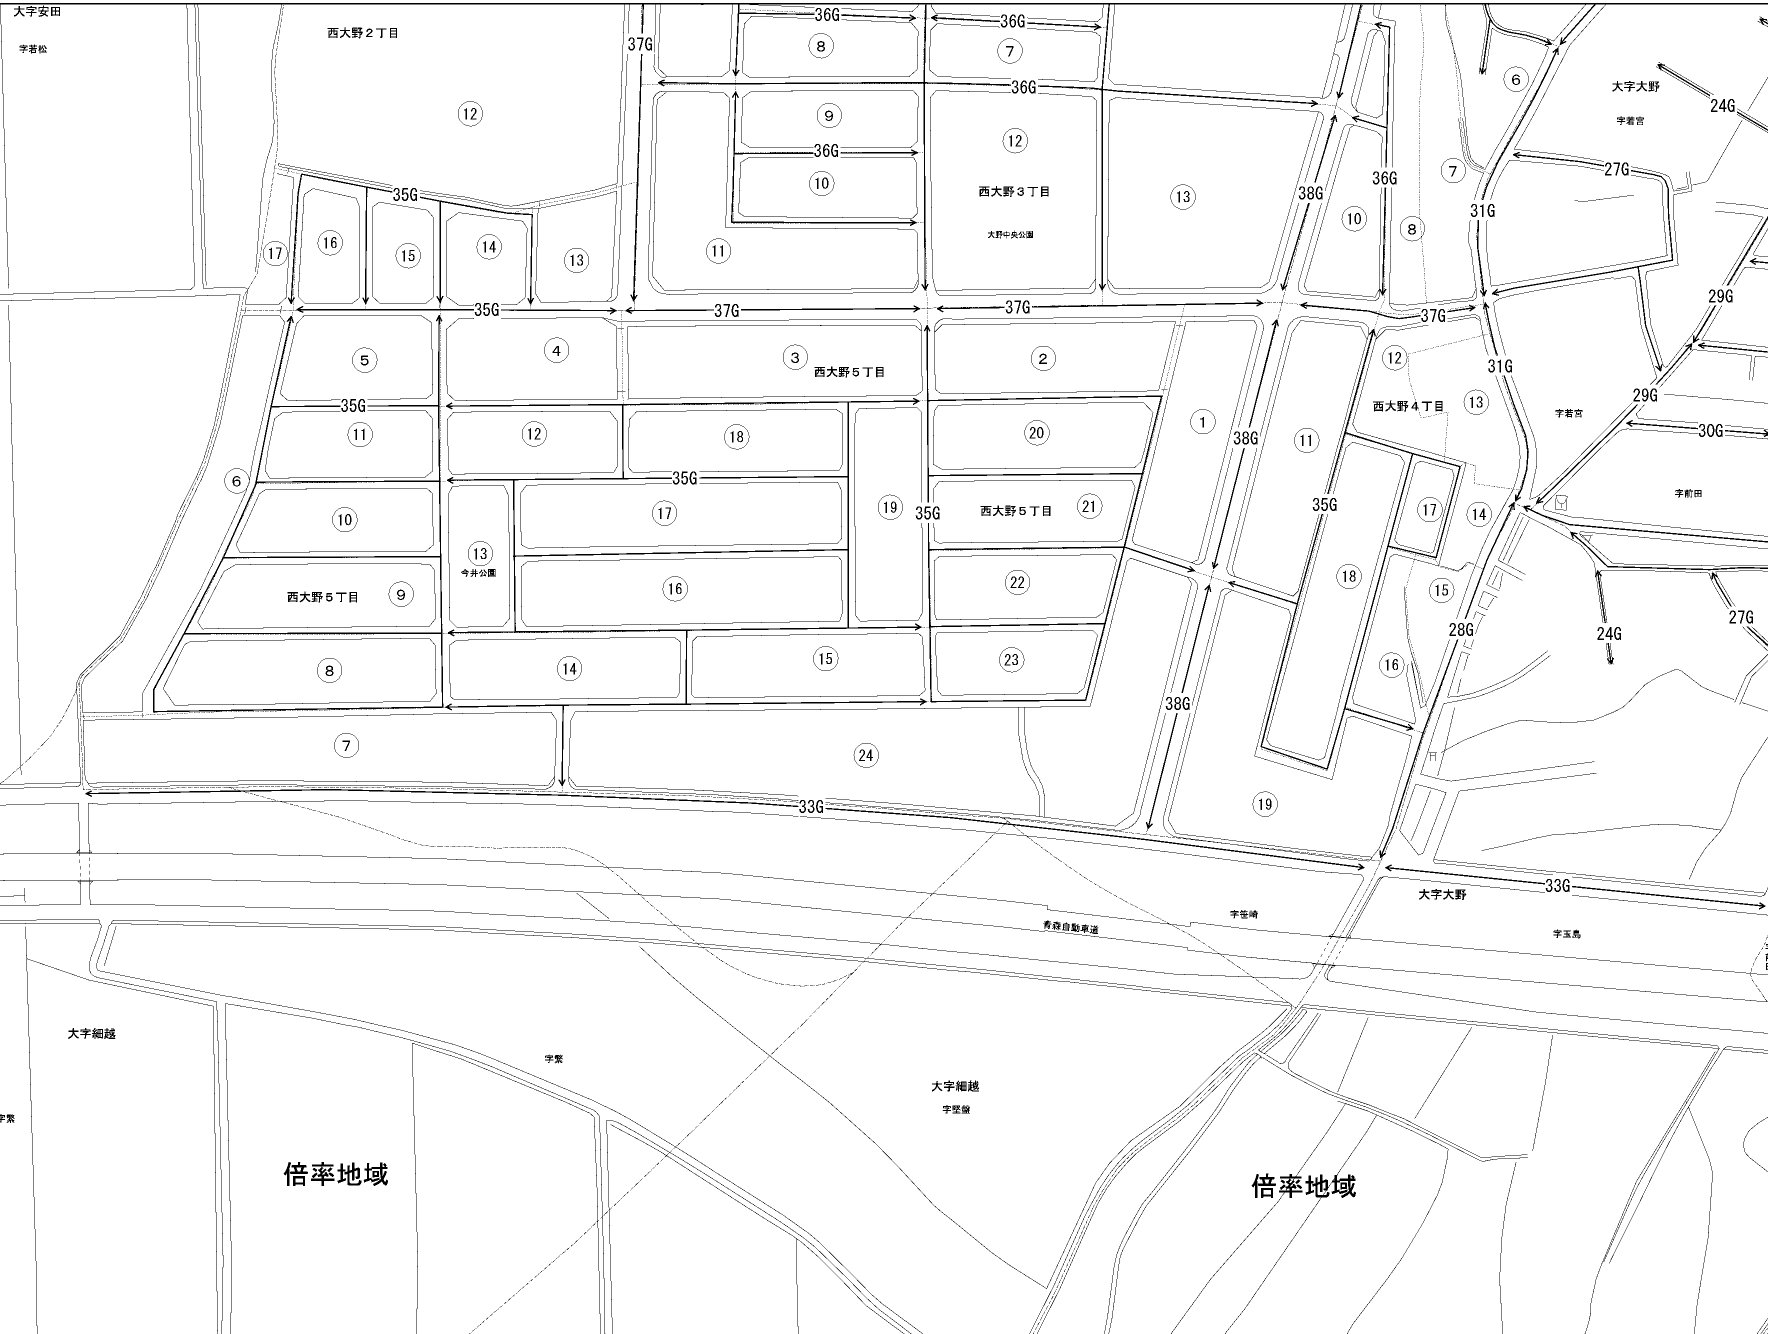 大字安田
字若松
西大野２丁目
⑫
37G
36G
⑧
36G
⑦
36G
⑨
36G
⑩
⑪
⑫
西大野３丁目
大野中央公園
⑬
38G
36G
⑩
⑧
⑥
⑦
大字大野
字若宮
24G
27G
31G
35G
⑰
⑯
⑮
⑭
⑬
35G
37G
37G
37G
29G
⑤
④
③
西大野５丁目
②
①
⑫
31G
西大野４丁目
⑬
字若宮
29G
30G
35G
⑪
⑫
⑱
⑳
38G
⑪
⑥
35G
⑩
⑰
⑲
35G
西大野５丁目
㉑
35G
⑰
⑭
字前田
⑬
今井公園
⑯
㉒
⑱
⑮
西大野５丁目
⑨
28G
24G
27G
⑧
⑭
⑮
㉓
⑯
38G
⑦
㉔
33G
⑲
33G
大字大野
字笹崎
青森自動車道
字玉島
大字細越
字繁
大字細越
字堅盤
字繁
倍率地域
倍率地域